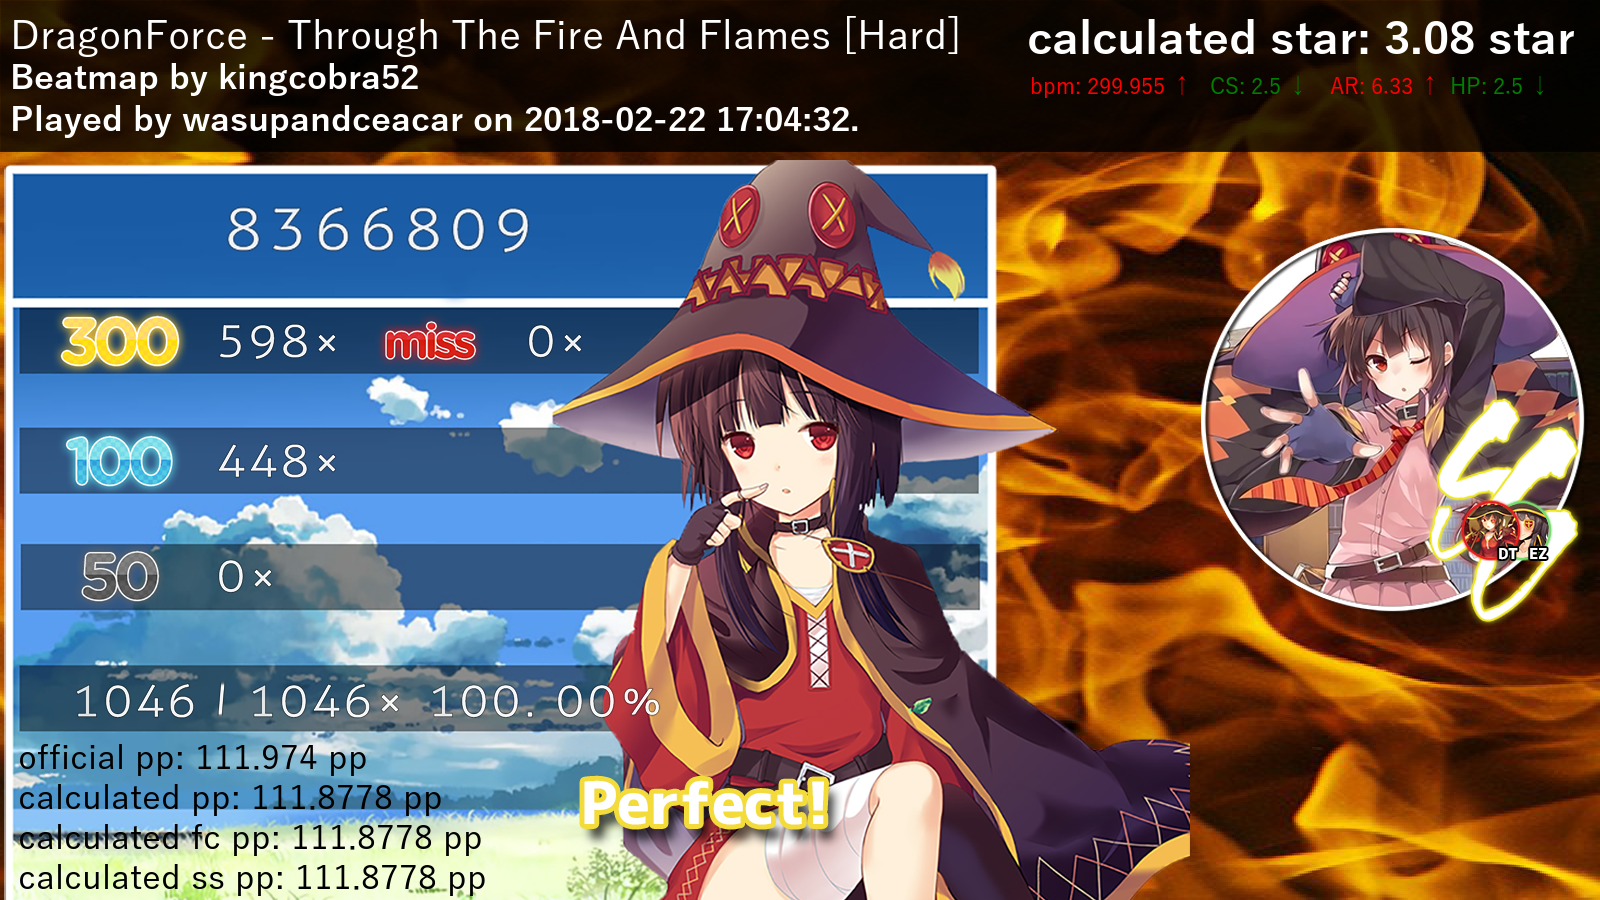 DragonForce - Through The Fire And Flames [Hard]
Beatmap by kingcobra52
Played by wasupandceacar on 2018-02-22 17:04:32.
calculated star: 3.08 star
bpm: 299.955 ↑ CS: 2.5 ↓ AR: 6.33 ↑ HP: 2.5 ↓
8366809
300 598× miss 0×
100 448×
50 0×
1046 / 1046× 100.00%
official pp: 111.974 pp
calculated pp: 111.8778 pp
calculated fc pp: 111.8778 pp
calculated ss pp: 111.8778 pp
Perfect!
S
DT EZ